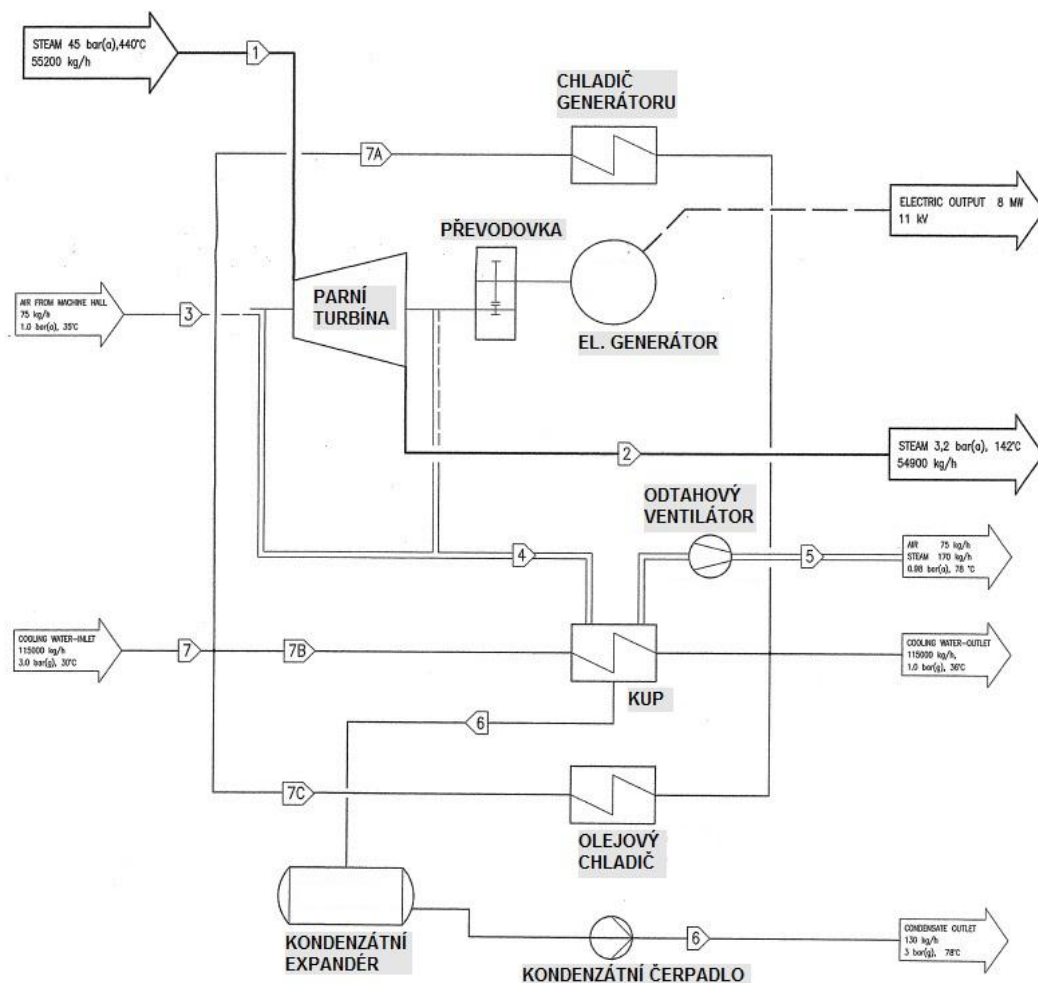 STEAM 45 bar(a),440°C
55200 kg/h
1
CHLADIČ
GENERÁTORU
7A
ELECTRIC OUTPUT 8 MW
11 kV
PŘEVODOVKA
AIR FROM MACHINE HALL
75 kg/h
1.0 bar(a), 35°C
3
PARNÍ
TURBÍNA
EL. GENERÁTOR
2
STEAM 3,2 bar(a), 142°C
54900 kg/h
ODTAHOVÝ
VENTILÁTOR
4
5
AIR 75 kg/h
STEAM 170 kg/h
0.98 bar(a), 78 °C
COOLING WATER-INLET
115000 kg/h
3.0 bar(g), 30°C
7
7B
COOLING WATER-OUTLET
115000 kg/h,
1.0 bar(g), 36°C
KUP
6
7C
OLEJOVÝ
CHLADIČ
KONDENZÁTNÍ
EXPANDÉR
6
KONDENZÁTNÍ ČERPADLO
CONDENSATE OUTLET
130 kg/h
3 bar(g), 78°C